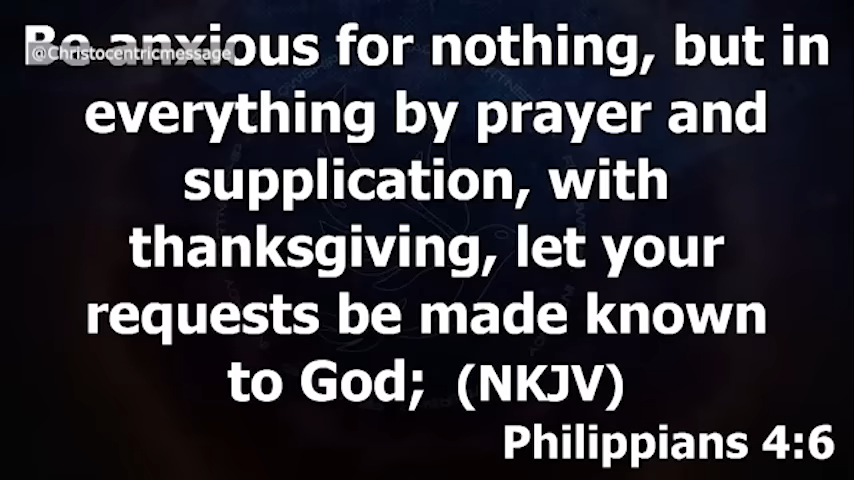 Be anxious for nothing, but in
@Christocentricmessage
everything by prayer and
supplication, with
thanksgiving, let your
requests be made known
to God; (NKJV)
Philippians 4:6